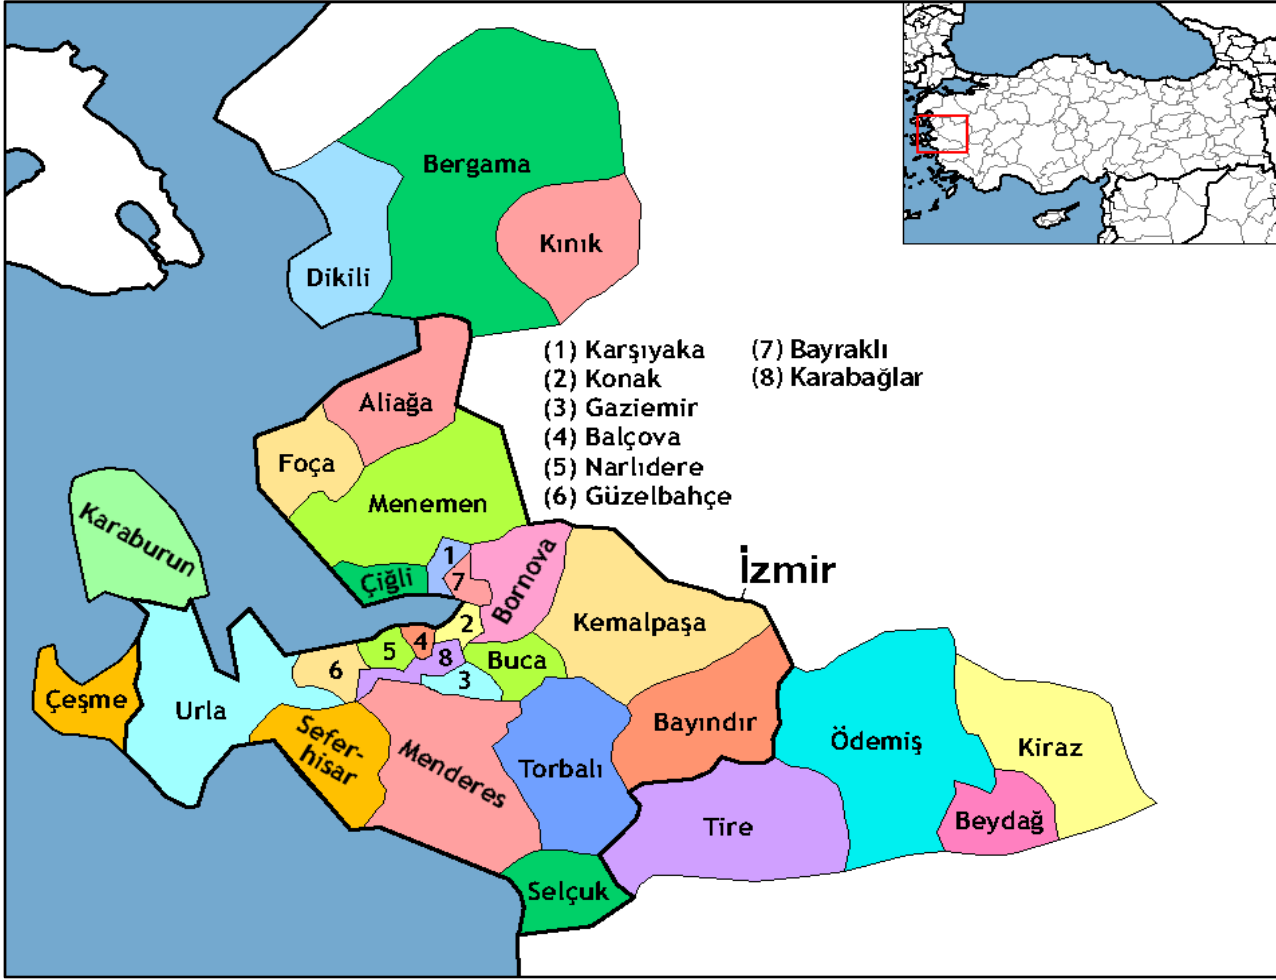 Bergama
Kınık
Dikili
(1) Karşıyaka
(2) Konak
(3) Gaziemir
(4) Balçova
(5) Narlıdere
(6) Güzelbahçe
(7) Bayraklı
(8) Karabağlar
Aliağa
Foça
Menemen
Karaburun
Çiğli
1
7
Bornova
İzmir
2
Kemalpaşa
4
5
8
Buca
6
3
Çeşme
Urla
Sefer-
hisar
Menderes
Bayındır
Torbalı
Ödemiş
Kiraz
Tire
Beydağ
Selçuk